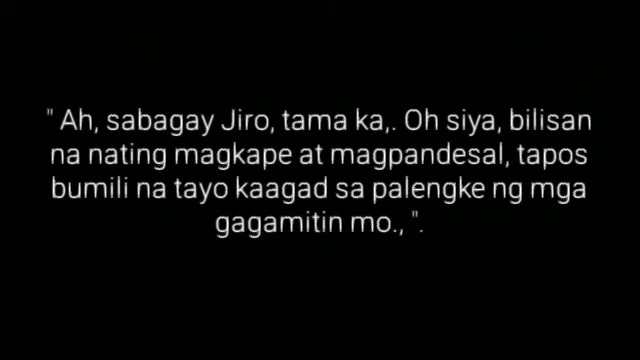 " Ah, sabagay Jiro, tama ka,. Oh siya, bilisan
na nating magkape at magpandesal, tapos
bumili na tayo kaagad sa palengke ng mga
gagamitin mo., ".